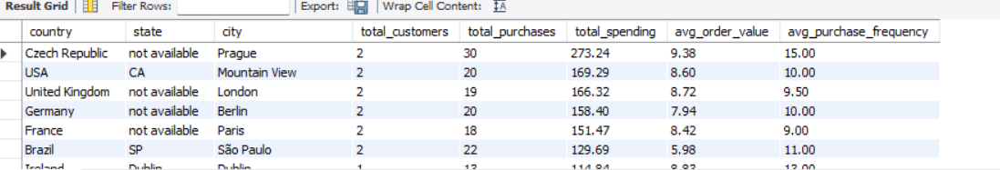 Result Grid Filter Rows: Export: Wrap Cell Content: IA
country state city total_customers total_purchases total_spending avg_order_value avg_purchase_frequency
Czech Republic not available Prague 2 30 273.24 9.38 15.00
USA CA Mountain View 2 20 169.29 8.60 10.00
United Kingdom not available London 2 19 166.32 8.72 9.50
Germany not available Berlin 2 20 158.40 7.94 10.00
France not available Paris 2 18 151.47 8.42 9.00
Brazil SP São Paulo 2 22 129.69 5.98 11.00
Ireland Dublin Dublin 1 13 114.84 8.83 13.00